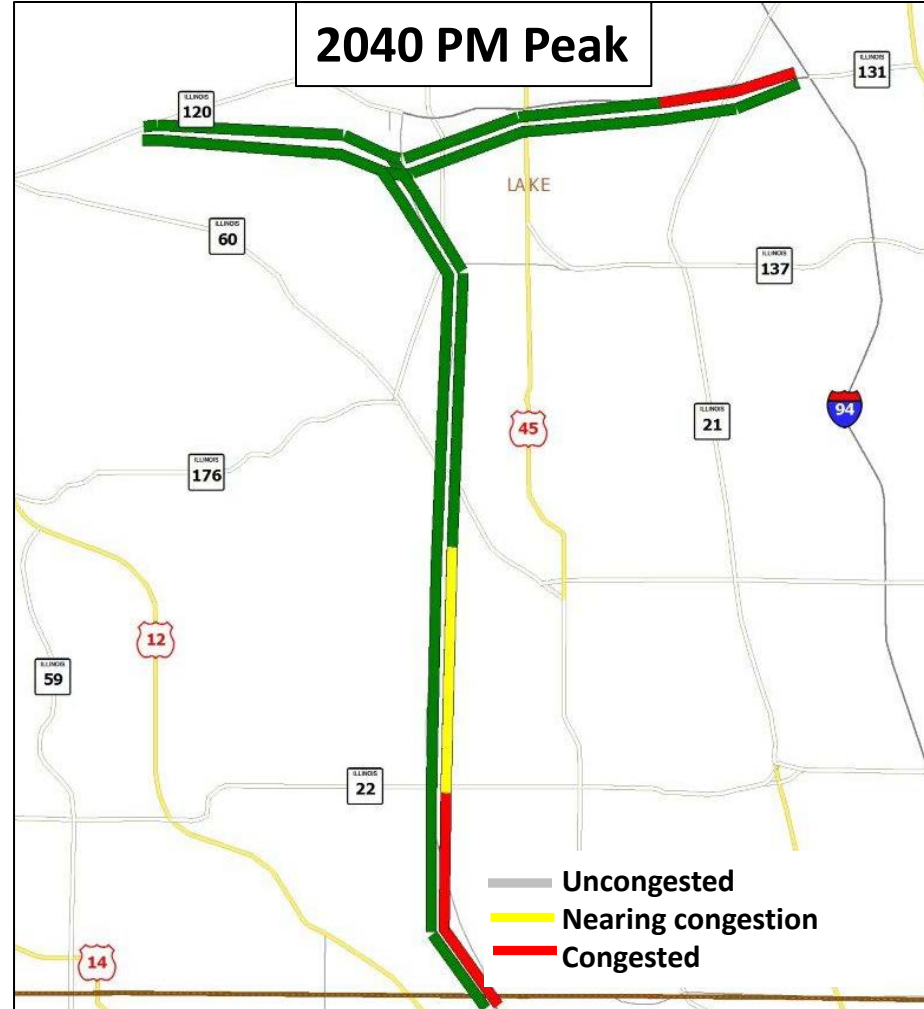 2040 PM Peak
ILLINOIS
131
ILLINOIS
120
LAKE
ILLINOIS
60
ILLINOIS
137
94
ILLINOIS
21
45
ILLINOIS
176
12
ILLINOIS
59
ILLINOIS
22
Uncongested
Nearing congestion
Congested
14